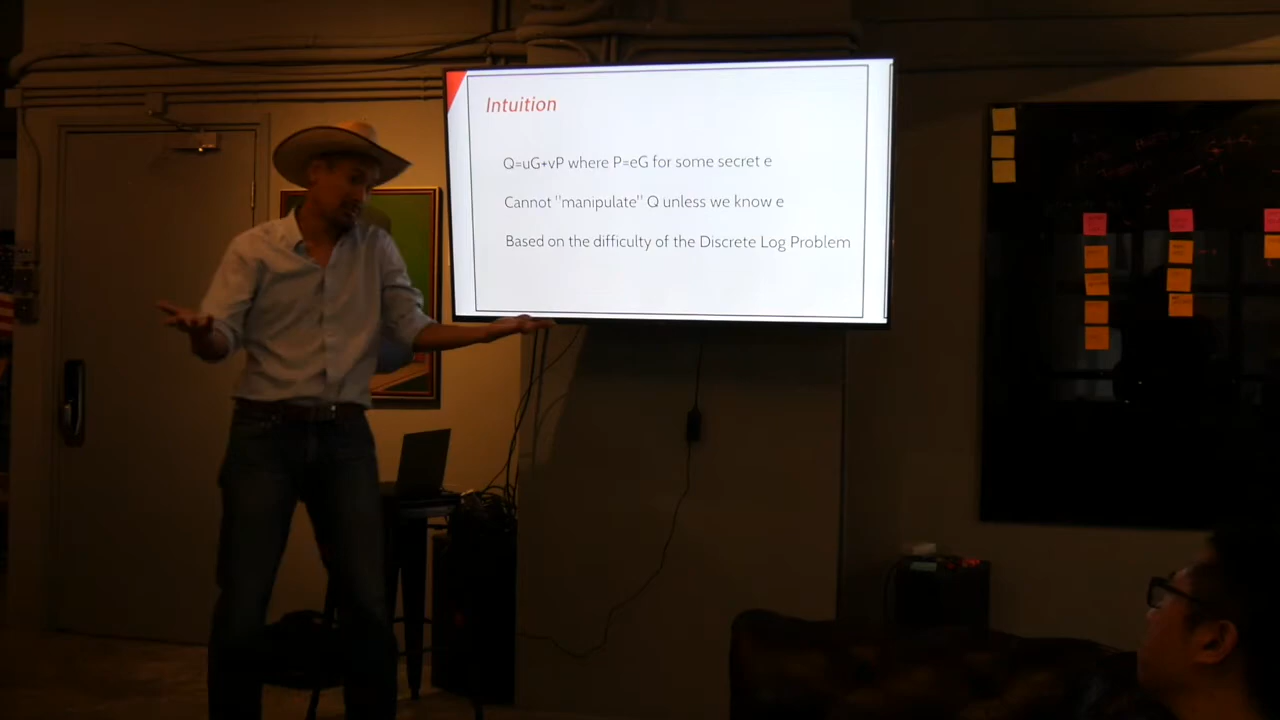 Intuition
Q=uG+vP where P=eG for some secret e
Cannot "manipulate" Q unless we know e
Based on the difficulty of the Discrete Log Problem